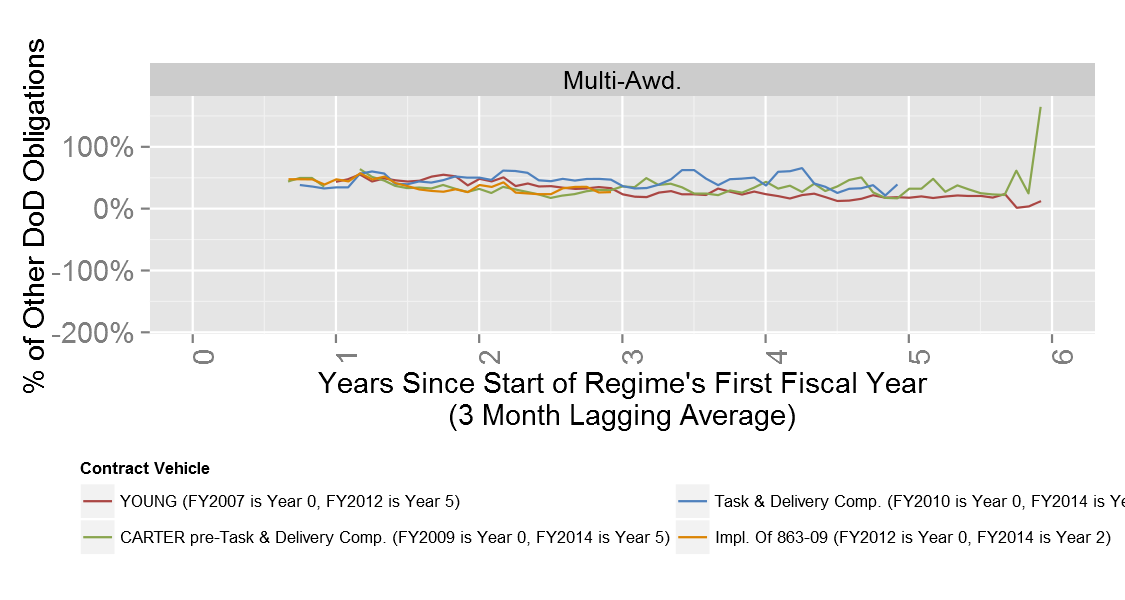 Multi-Awd.
% of Other DoD Obligations
100%
0%
-100%
-200%
0
1
2
3
4
5
6
Years Since Start of Regime's First Fiscal Year
(3 Month Lagging Average)
Contract Vehicle
YOUNG (FY2007 is Year 0, FY2012 is Year 5)
Task & Delivery Comp. (FY2010 is Year 0, FY2014 is Ye
CARTER pre-Task & Delivery Comp. (FY2009 is Year 0, FY2014 is Year 5)
Impl. Of 863-09 (FY2012 is Year 0, FY2014 is Year 2)